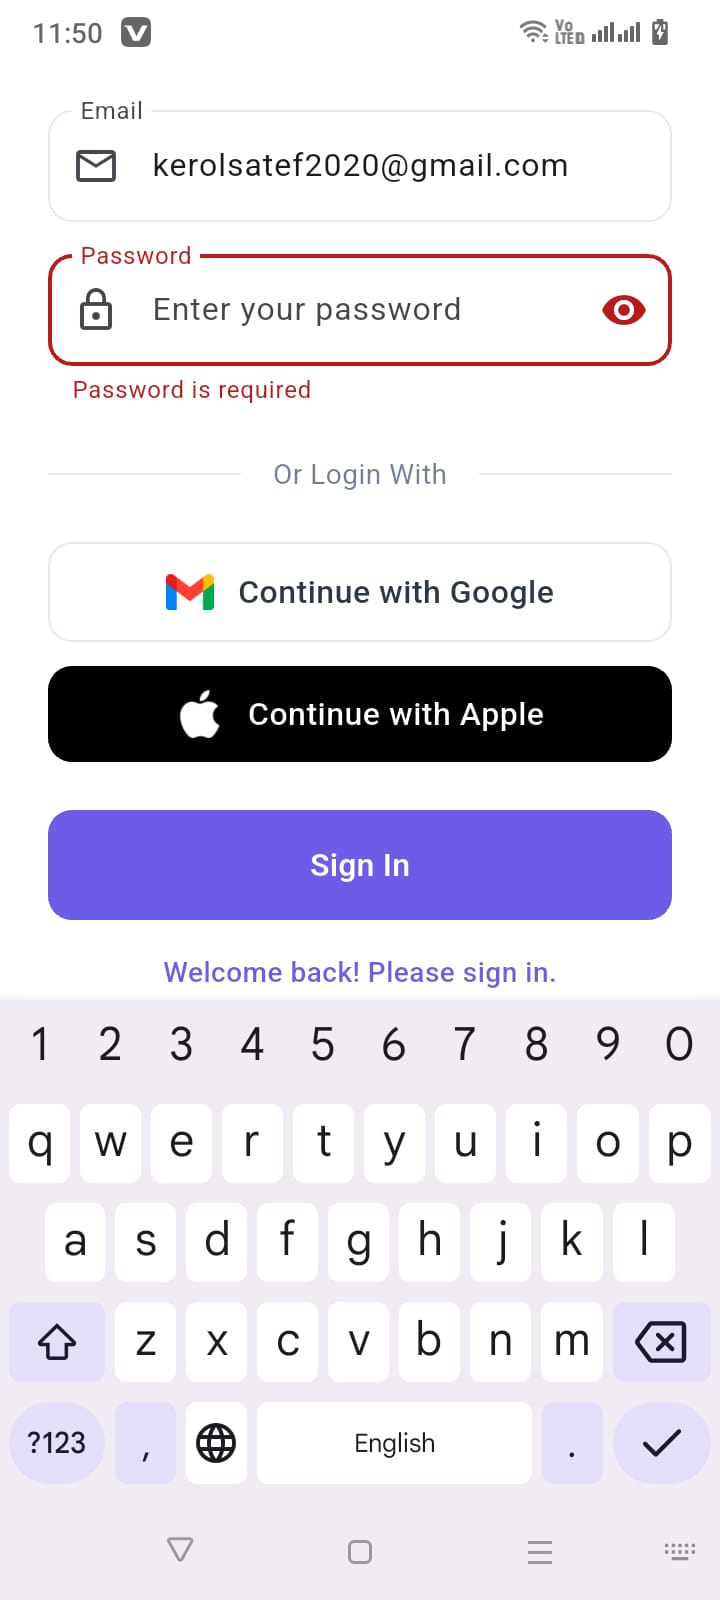 11:50
Vo
LTE
Email
kerolsatef2020@gmail.com
Password
Enter your password
Password is required
Or Login With
Continue with Google
Continue with Apple
Sign In
Welcome back! Please sign in.
1 2 3 4 5 6 7 8 9 0
q w e r t y u i o p
a s d f g h j k l
z x c v b n m
?123 , English .